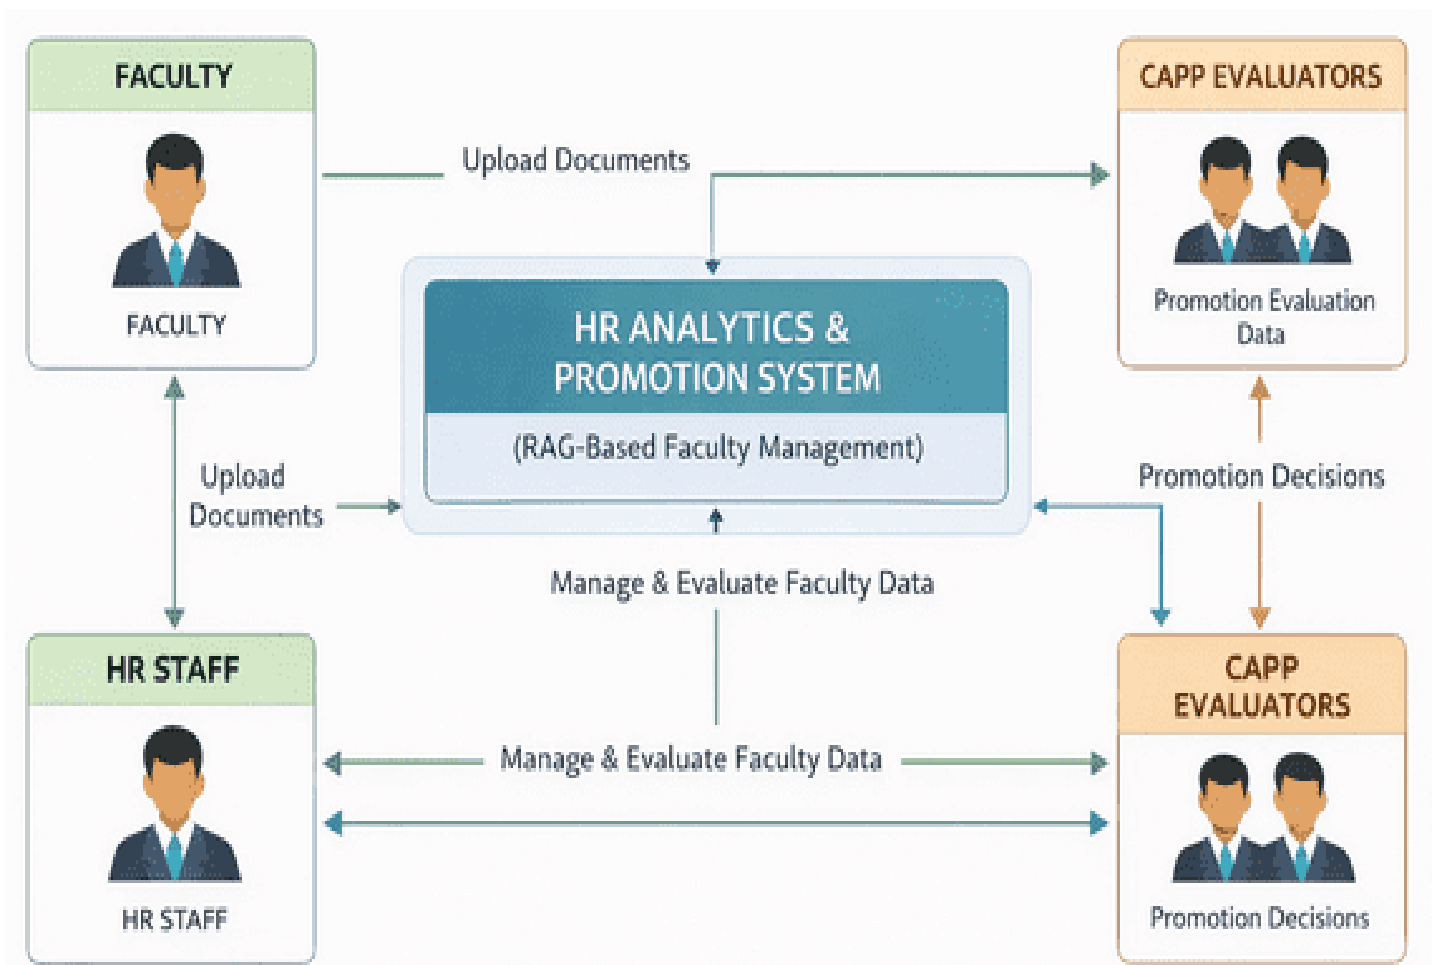 FACULTY
FACULTY
Upload Documents
CAPP EVALUATORS
Promotion Evaluation
Data
HR ANALYTICS &
PROMOTION SYSTEM
(RAG-Based Faculty Management)
Upload
Documents
Promotion Decisions
Manage & Evaluate Faculty Data
HR STAFF
HR STAFF
Manage & Evaluate Faculty Data
CAPP
EVALUATORS
Promotion Decisions